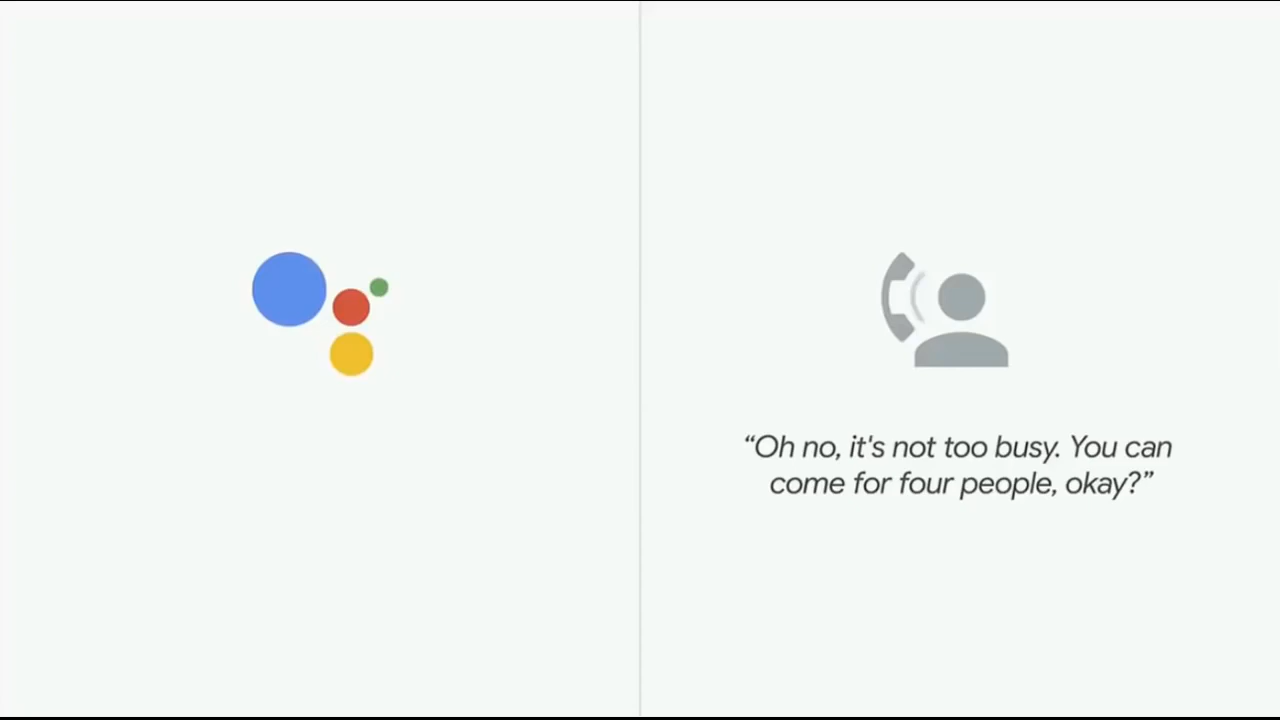 “Oh no, it's not too busy. You can
come for four people, okay?”